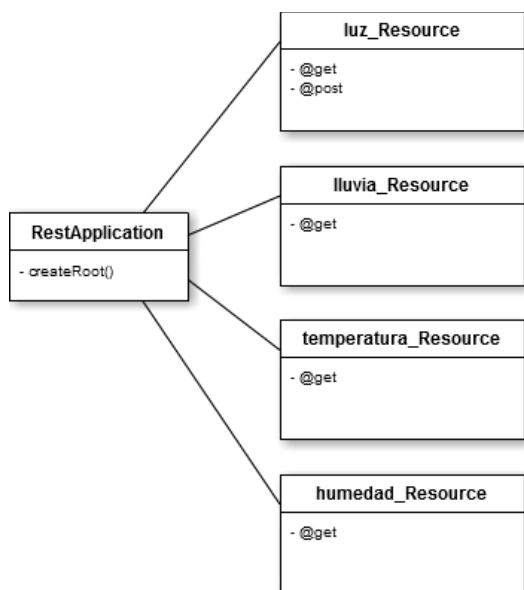 luz_Resource
- @get
- @post
lluvia_Resource
- @get
RestApplication
- createRoot()
temperatura_Resource
- @get
humedad_Resource
- @get